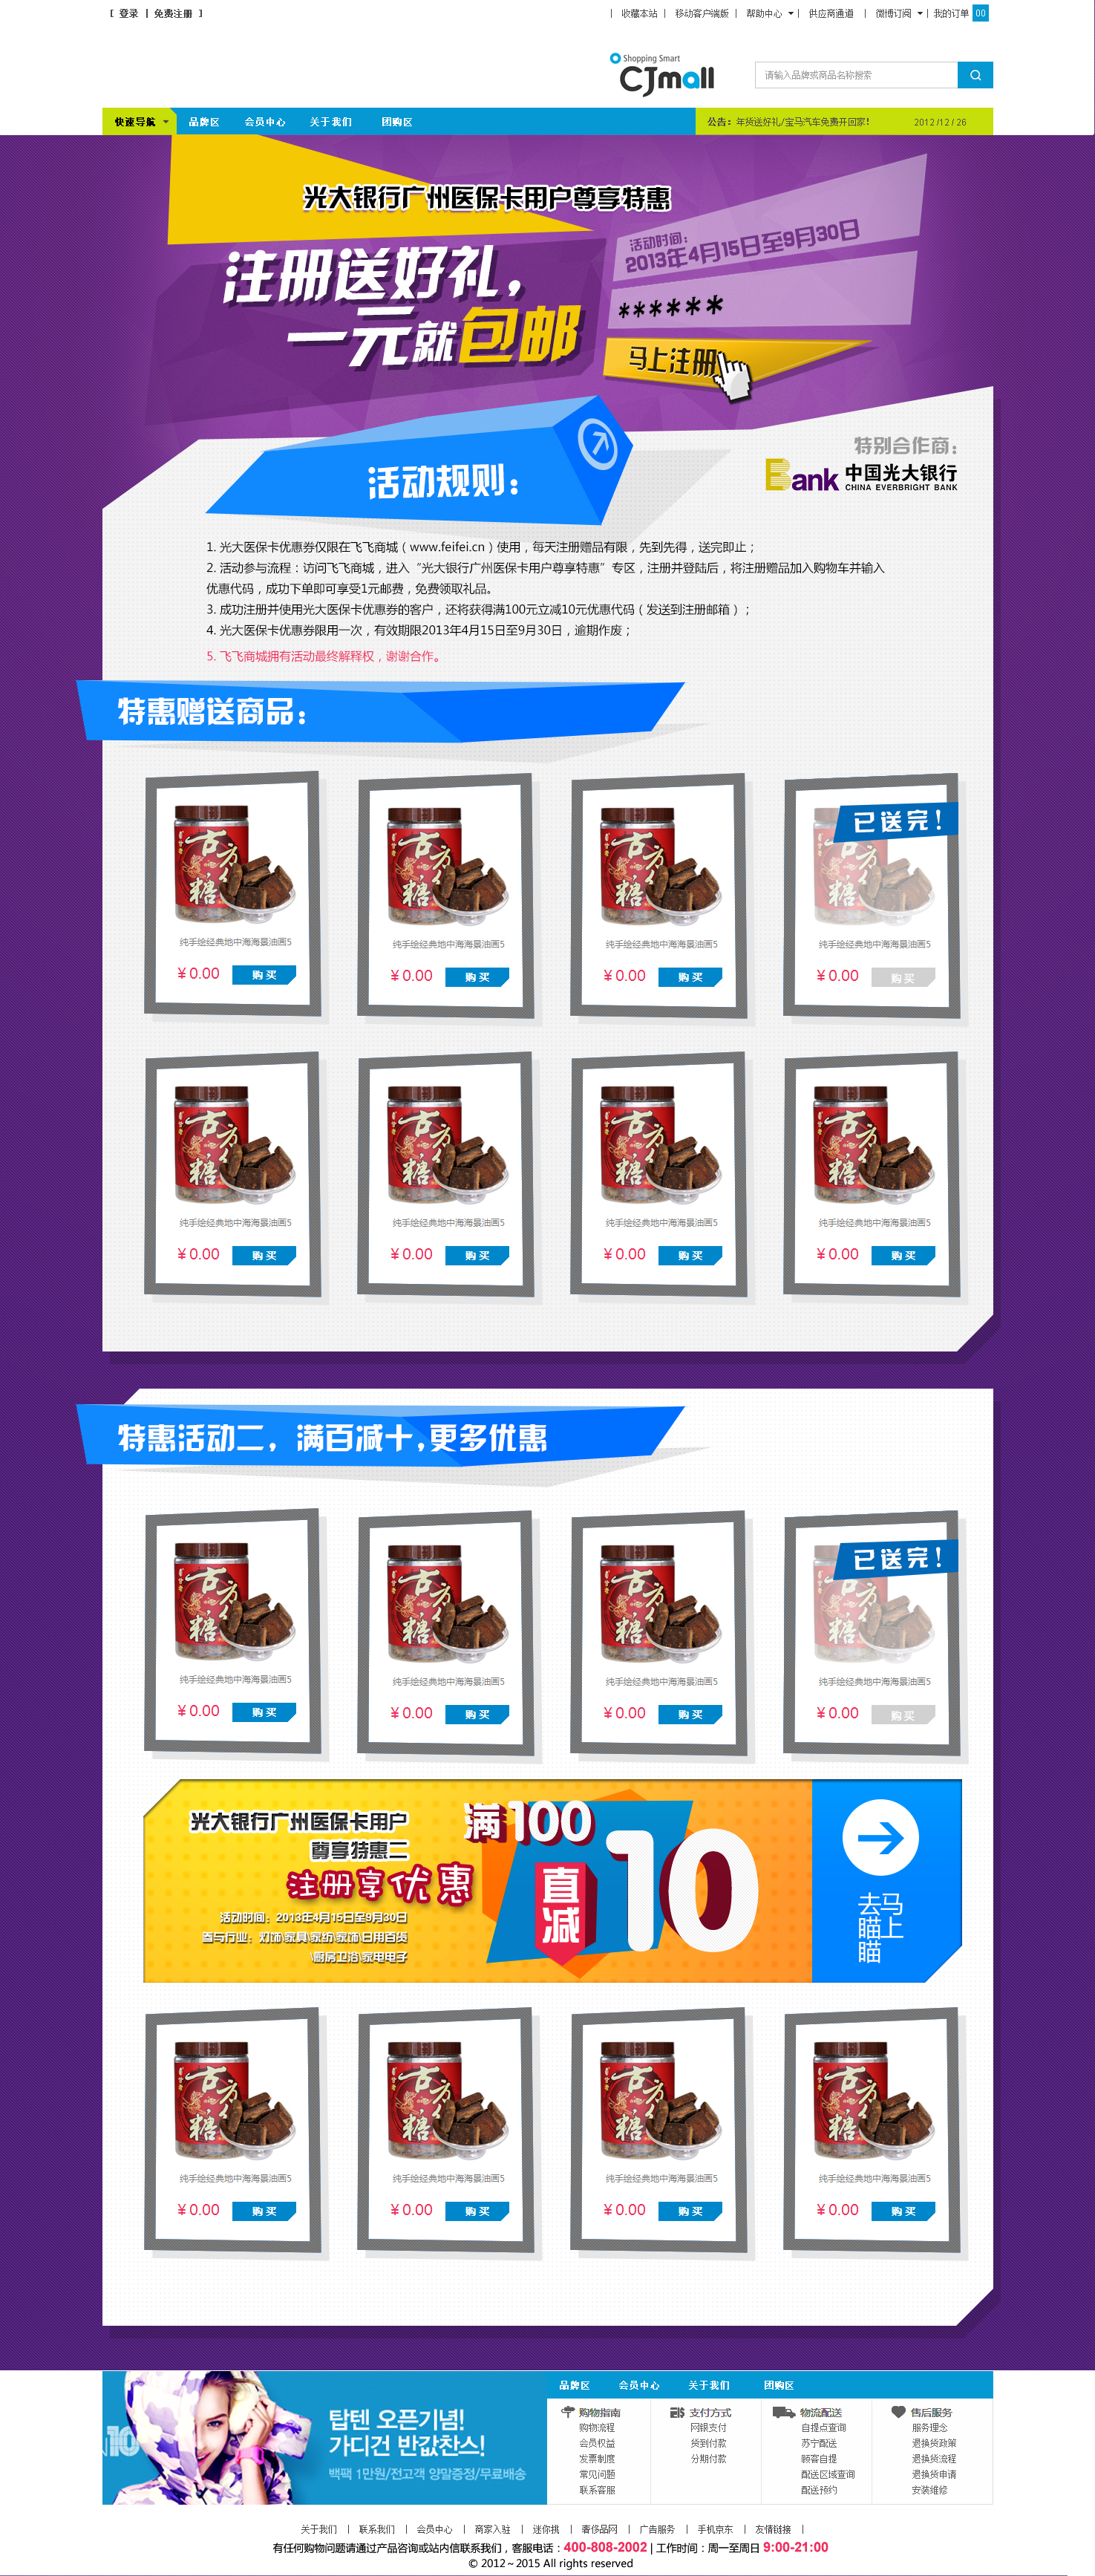 [ 登录 | 免费注册 ]
| 收藏本站 | 移动客户端版 | 帮助中心 | 供应商通道 | 微博订阅 | 我的订单 00
Shopping Smart
CJmall
请输入品牌或商品名称搜索
快速导航 品牌区 会员中心 关于我们 团购区
公告：年货送好礼/宝马汽车免费开回家！ 2012 /12 / 26
光大银行广州医保卡用户尊享特惠
注册送好礼，
一元就包邮
活动时间：
2013年4月15日至9月30日
******
马上注册
活动规则：
特别合作商：
Bank 中国光大银行
CHINA EVERBRIGHT BANK
1. 光大医保卡优惠券仅限在飞飞商城（www.feifei.cn）使用，每天注册赠品有限，先到先得，送完即止；
2. 活动参与流程：访问飞飞商城，进入“光大银行广州医保卡用户尊享特惠”专区，注册并登陆后，将注册赠品加入购物车并输入
优惠代码，成功下单即可享受1元邮费，免费领取礼品。
3. 成功注册并使用光大医保卡优惠券的客户，还将获得满100元立减10元优惠代码（发送到注册邮箱）；
4. 光大医保卡优惠券限用一次，有效期限2013年4月15日至9月30日，逾期作废；
5. 飞飞商城拥有活动最终解释权，谢谢合作。
特惠赠送商品：
古方糖 古方糖 古方糖 古方糖
已送完！
纯手绘经典地中海海景油画5 纯手绘经典地中海海景油画5 纯手绘经典地中海海景油画5 纯手绘经典地中海海景油画5
¥ 0.00 购 买 ¥ 0.00 购 买 ¥ 0.00 购 买 ¥ 0.00 购 买
古方糖 古方糖 古方糖 古方糖
纯手绘经典地中海海景油画5 纯手绘经典地中海海景油画5 纯手绘经典地中海海景油画5 纯手绘经典地中海海景油画5
¥ 0.00 购 买 ¥ 0.00 购 买 ¥ 0.00 购 买 ¥ 0.00 购 买
特惠活动二，满百减十，更多优惠
古方糖 古方糖 古方糖 古方糖
已送完！
纯手绘经典地中海海景油画5 纯手绘经典地中海海景油画5 纯手绘经典地中海海景油画5 纯手绘经典地中海海景油画5
¥ 0.00 购 买 ¥ 0.00 购 买 ¥ 0.00 购 买 ¥ 0.00 购 买
光大银行广州医保卡用户
尊享特惠二
注册享优惠
活动时间：2013年4月15日至9月30日
参与行业：灯饰\家具\家纺\家饰\日用百货
\厨房卫浴\家电电子
满100
直减
10
马上
去瞄瞄
古方糖 古方糖 古方糖 古方糖
纯手绘经典地中海海景油画5 纯手绘经典地中海海景油画5 纯手绘经典地中海海景油画5 纯手绘经典地中海海景油画5
¥ 0.00 购 买 ¥ 0.00 购 买 ¥ 0.00 购 买 ¥ 0.00 购 买
탑텐 오픈기념!
가디건 반값찬스!
백팩 1만원/전고객 양말증정/무료배송
品牌区 会员中心 关于我们 团购区
购物指南
购物流程
会员权益
发票制度
常见问题
联系客服
支付方式
网银支付
货到付款
分期付款
物流配送
自提点查询
苏宁配送
顾客自提
配送区域查询
配送预约
售后服务
服务理念
退换货政策
退换货流程
退换货申请
安装维修
关于我们 | 联系我们 | 会员中心 | 商家入驻 | 迷你挑 | 奢侈品网 | 广告服务 | 手机京东 | 友情链接 |
有任何购物问题请通过产品咨询或站内信联系我们，客服电话：400-808-2002 | 工作时间：周一至周日 9:00-21:00
© 2012～2015 All rights reserved